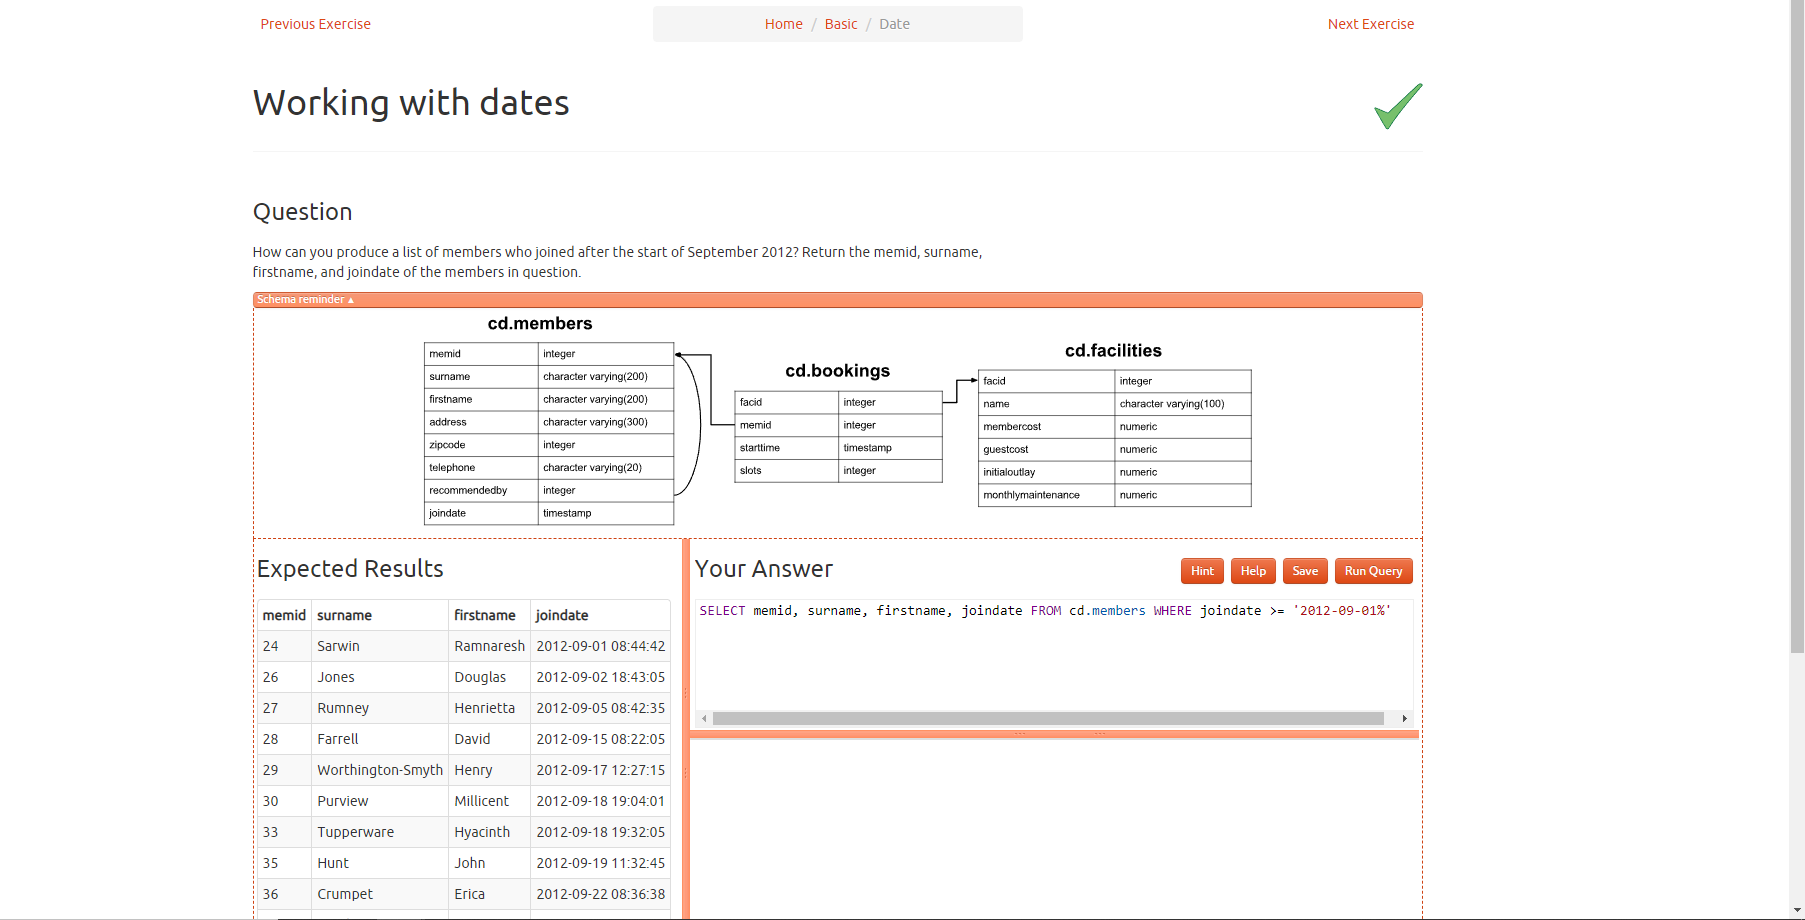 Previous Exercise
Home / Basic / Date
Next Exercise
Working with dates
Question
How can you produce a list of members who joined after the start of September 2012? Return the memid, surname,
firstname, and joindate of the members in question.
Schema reminder ▴
cd.members
memid integer
surname character varying(200)
firstname character varying(200)
address character varying(300)
zipcode integer
telephone character varying(20)
recommendedby integer
joindate timestamp
cd.bookings
facid integer
memid integer
starttime timestamp
slots integer
cd.facilities
facid integer
name character varying(100)
membercost numeric
guestcost numeric
initialoutlay numeric
monthlymaintenance numeric
Expected Results
memid surname firstname joindate
24 Sarwin Ramnaresh 2012-09-01 08:44:42
26 Jones Douglas 2012-09-02 18:43:05
27 Rumney Henrietta 2012-09-05 08:42:35
28 Farrell David 2012-09-15 08:22:05
29 Worthington-Smyth Henry 2012-09-17 12:27:15
30 Purview Millicent 2012-09-18 19:04:01
33 Tupperware Hyacinth 2012-09-18 19:32:05
35 Hunt John 2012-09-19 11:32:45
36 Crumpet Erica 2012-09-22 08:36:38
Your Answer
Hint Help Save Run Query
SELECT memid, surname, firstname, joindate FROM cd.members WHERE joindate >= '2012-09-01%'